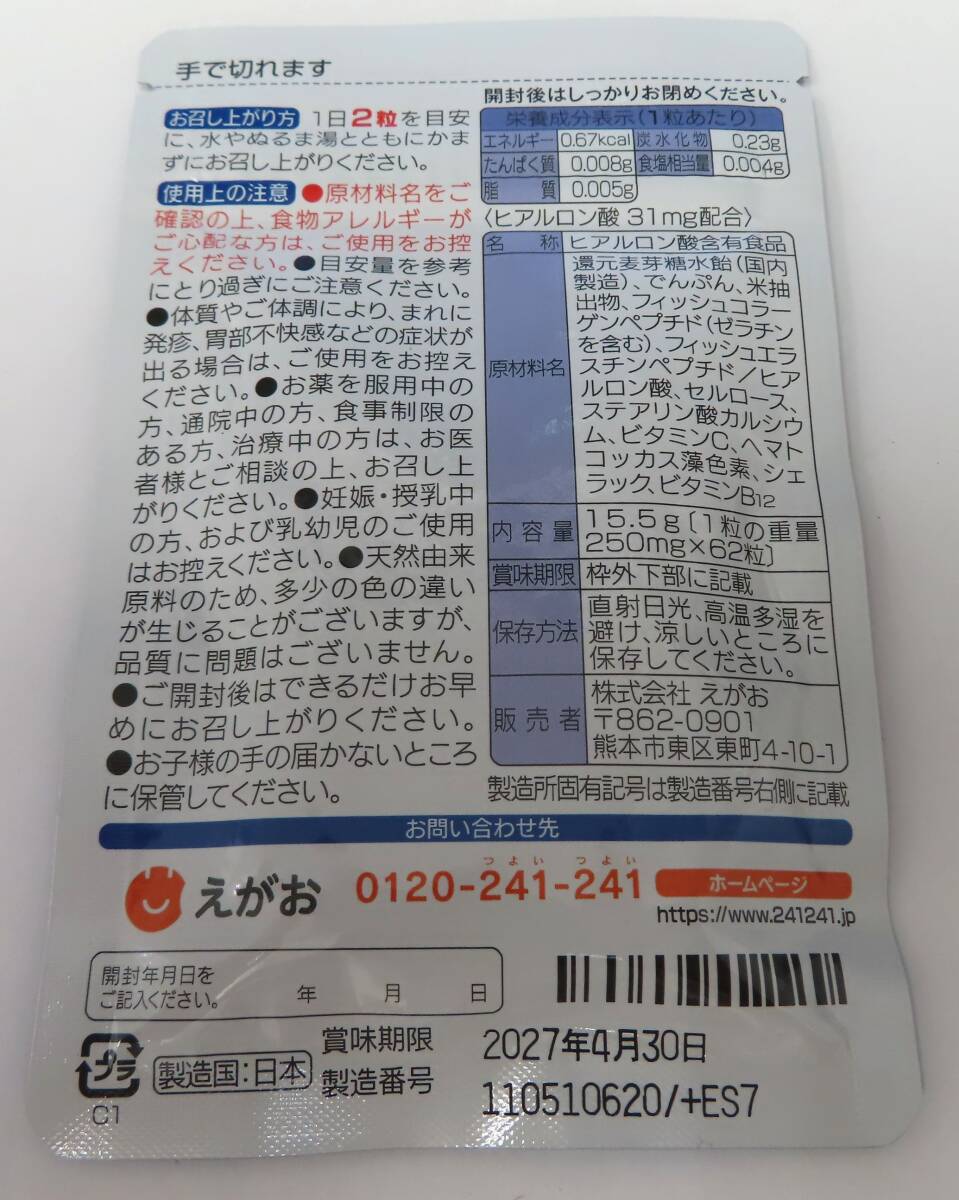 手で切れます
お召し上がり方 1日2粒を目安
に、水やぬるま湯とともにかま
ずにお召し上がりください。
使用上の注意 ●原材料名をご
確認の上、食物アレルギーが
ご心配な方は、ご使用をお控
えください。●目安量を参考
にとり過ぎにご注意ください。
●体質やご体調により、まれに
発疹、胃部不快感などの症状が
出る場合は、ご使用をお控え
ください。●お薬を服用中の
方、通院中の方、食事制限の
ある方、治療中の方は、お医
者様とご相談の上、お召し上
がりください。●妊娠・授乳中
の方、および乳幼児のご使用
はお控えください。●天然由来
原料のため、多少の色の違い
が生じることがございますが、
品質に問題はございません。
●ご開封後はできるだけお早
めにお召し上がりください。
●お子様の手の届かないところ
に保管してください。
開封後はしっかりお閉めください。
栄養成分表示(1粒あたり)
エネルギー 0.67kcal 炭水化物 0.23g
たんぱく質 0.008g 食塩相当量 0.004g
脂質 0.005g
〈ヒアルロン酸 31mg配合〉
名称 ヒアルロン酸含有食品
原材料名 還元麦芽糖水飴(国内
製造)、でんぷん、米抽
出物、フィッシュコラー
ゲンペプチド(ゼラチン
を含む)、フィッシュエラ
スチンペプチド/ヒア
ルロン酸、セルロース、
ステアリン酸カルシウ
ム、ビタミンC、ヘマト
コッカス藻色素、シェ
ラック、ビタミンB12
内容量 15.5g〔1粒の重量
250mg×62粒〕
賞味期限 枠外下部に記載
保存方法 直射日光、高温多湿を
避け、涼しいところに
保存してください。
販売者 株式会社 えがお
〒862-0901
熊本市東区東町4-10-1
製造所固有記号は製造番号右側に記載
お問い合わせ先
つよい つよい
えがお 0120-241-241 ホームページ
https://www.241241.jp
開封年月日を
ご記入ください。 年 月 日
プラ
C1
製造国:日本
賞味期限 2027年4月30日
製造番号 110510620/+ES7